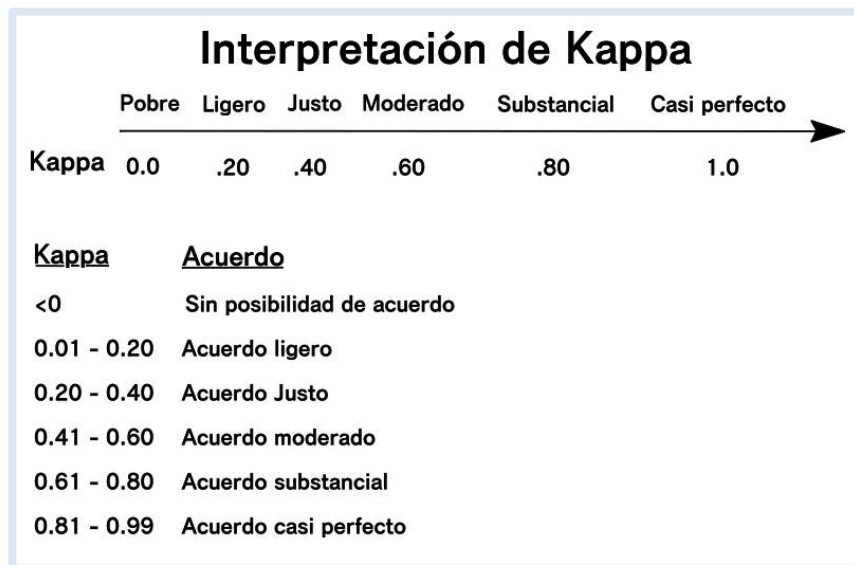 Interpretación de Kappa
Pobre Ligero Justo Moderado Substancial Casi perfecto
Kappa 0.0 .20 .40 .60 .80 1.0
Kappa Acuerdo
<0 Sin posibilidad de acuerdo
0.01 - 0.20 Acuerdo ligero
0.20 - 0.40 Acuerdo Justo
0.41 - 0.60 Acuerdo moderado
0.61 - 0.80 Acuerdo substancial
0.81 - 0.99 Acuerdo casi perfecto